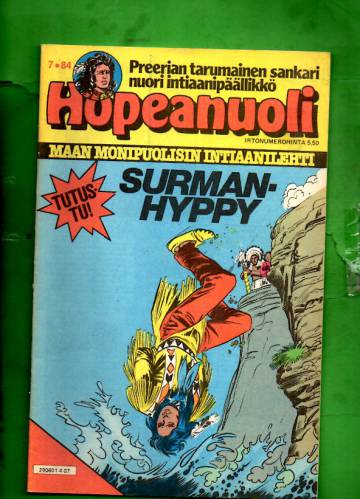 7•84
Preerian tarumainen sankari
nuori intiaanipäällikkö
Hopeanuoli
IRTONUMEROHINTA 5,50
MAAN MONIPUOLISIN INTIAANILEHTI
TUTUS-
TU!
SURMAN-
HYPPY